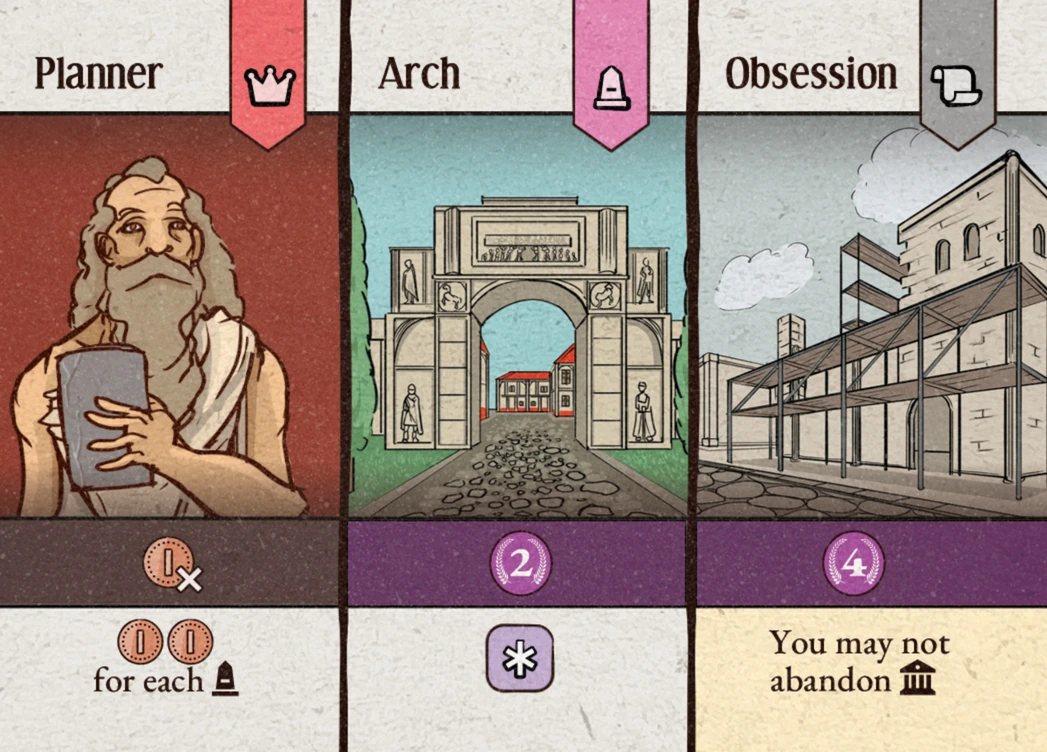 Planner
Arch
Obsession
I
2
4
I I
for each
*
You may not
abandon